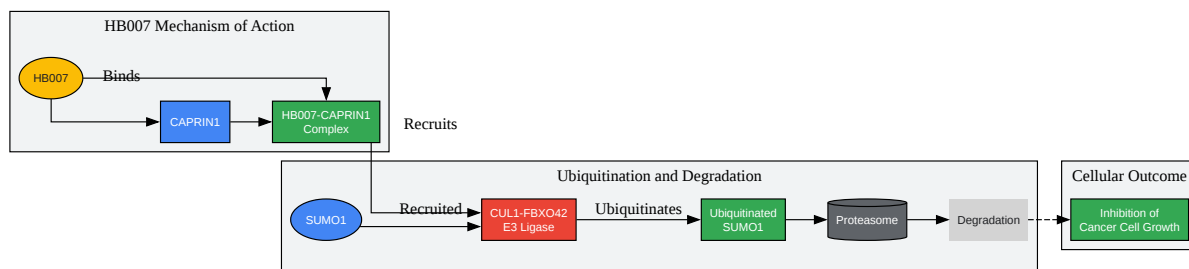 HB007 Mechanism of Action
HB007
Binds
CAPRIN1
HB007-CAPRIN1
Complex
Recruits
Ubiquitination and Degradation
SUMO1
Recruited
CUL1-FBXO42
E3 Ligase
Ubiquitinates
Ubiquitinated
SUMO1
Proteasome
Degradation
Cellular Outcome
Inhibition of
Cancer Cell Growth